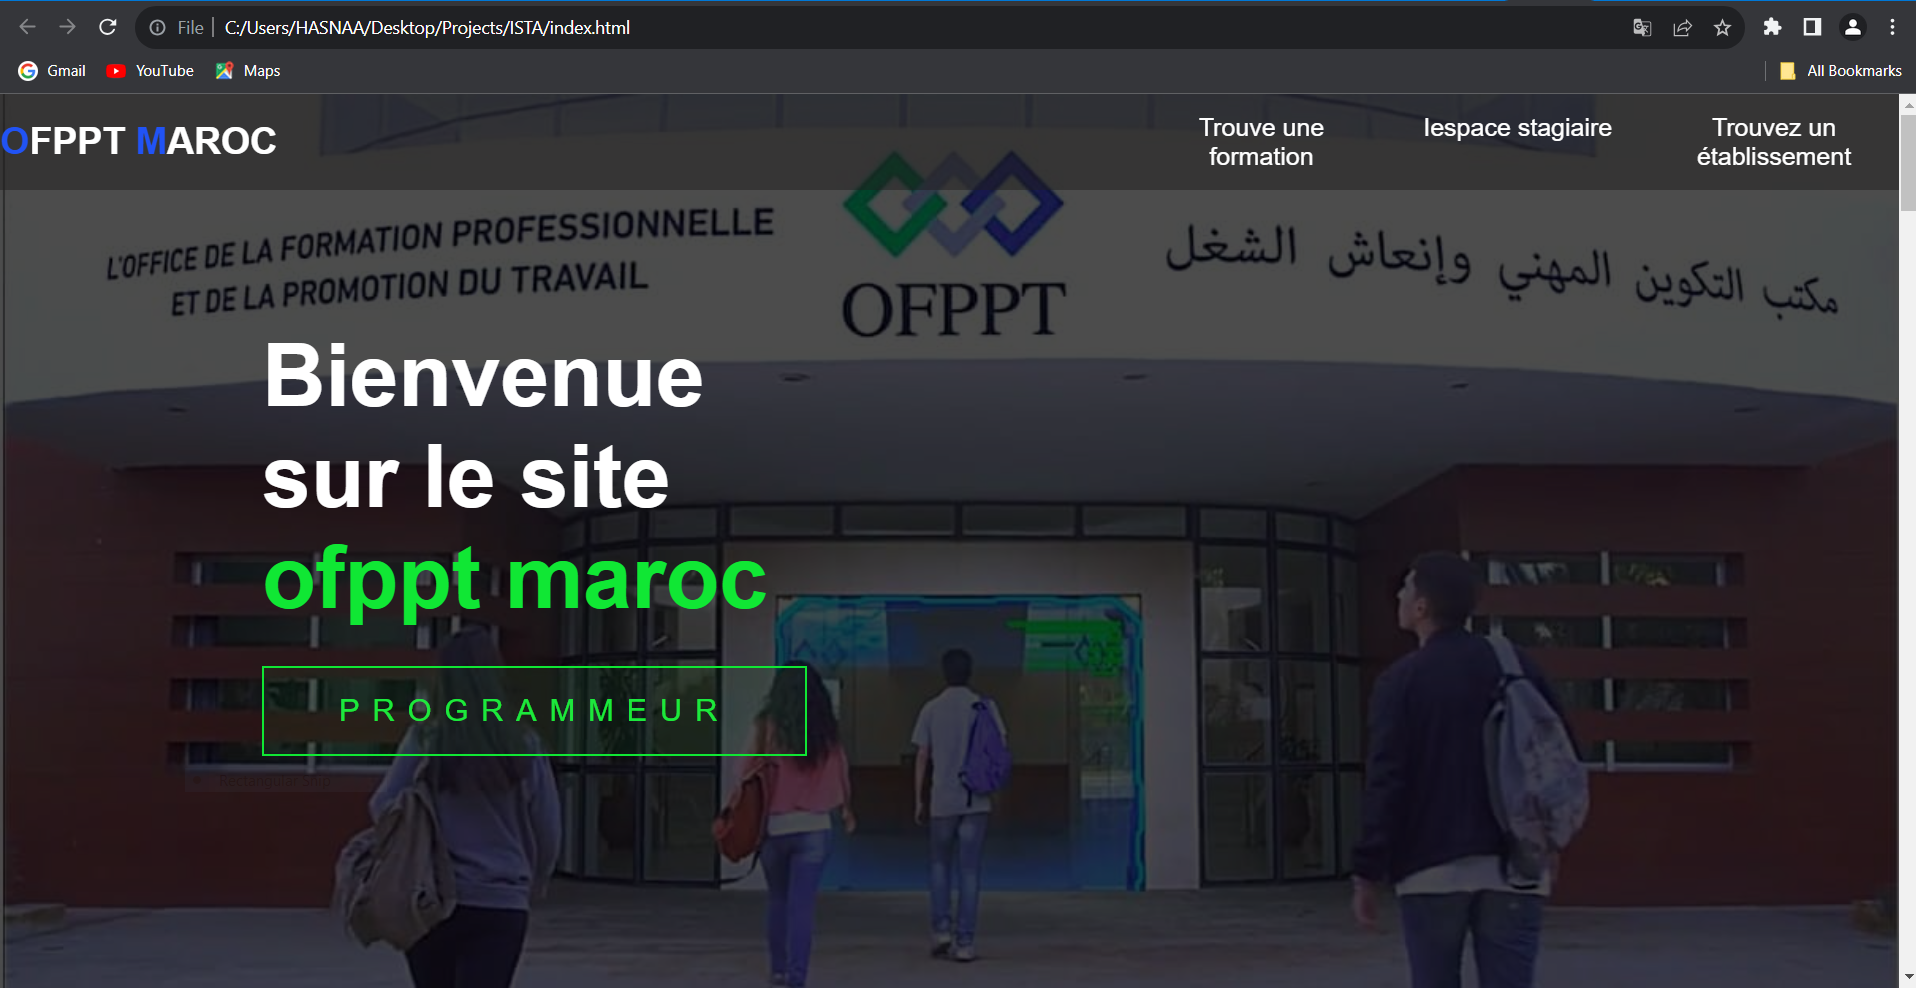 File
C:/Users/HASNAA/Desktop/Projects/ISTA/index.html
Gmail
YouTube
Maps
All Bookmarks
OFPPT MAROC
Trouve une
formation
lespace stagiaire
Trouvez un
établissement
L'OFFICE DE LA FORMATION PROFESSIONNELLE
ET DE LA PROMOTION DU TRAVAIL
OFPPT
مكتب التكوين المهني وإنعاش الشغل
Bienvenue
sur le site
ofppt maroc
PROGRAMMEUR